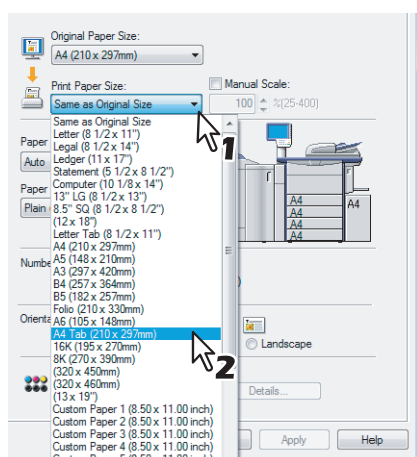 Original Paper Size:
A4 (210 x 297mm)
Print Paper Size:
Manual Scale:
Same as Original Size
100
%(25-400)
1
Same as Original Size
Letter (8 1/2 x 11")
Legal (8 1/2 x 14")
Ledger (11 x 17")
Statement (5 1/2 x 8 1/2")
Computer (10 1/8 x 14")
13" LG (8 1/2 x 13")
8.5" SQ (8 1/2 x 8 1/2")
(12 x 18")
Letter Tab (8 1/2 x 11")
A4 (210 x 297mm)
A5 (148 x 210mm)
A3 (297 x 420mm)
B4 (257 x 364mm)
B5 (182 x 257mm)
Folio (210 x 330mm)
A6 (105 x 148mm)
A4 Tab (210 x 297mm)
16K (195 x 270mm)
8K (270 x 390mm)
(320 x 450mm)
(320 x 460mm)
(13 x 19")
Custom Paper 1 (8.50 x 11.00 inch)
Custom Paper 2 (8.50 x 11.00 inch)
Custom Paper 3 (8.50 x 11.00 inch)
Custom Paper 4 (8.50 x 11.00 inch)
2
Paper
Auto
Paper
Plain
A4
A4
A4
A4
A4
Numbe
Orienta
Landscape
Details...
Apply
Help